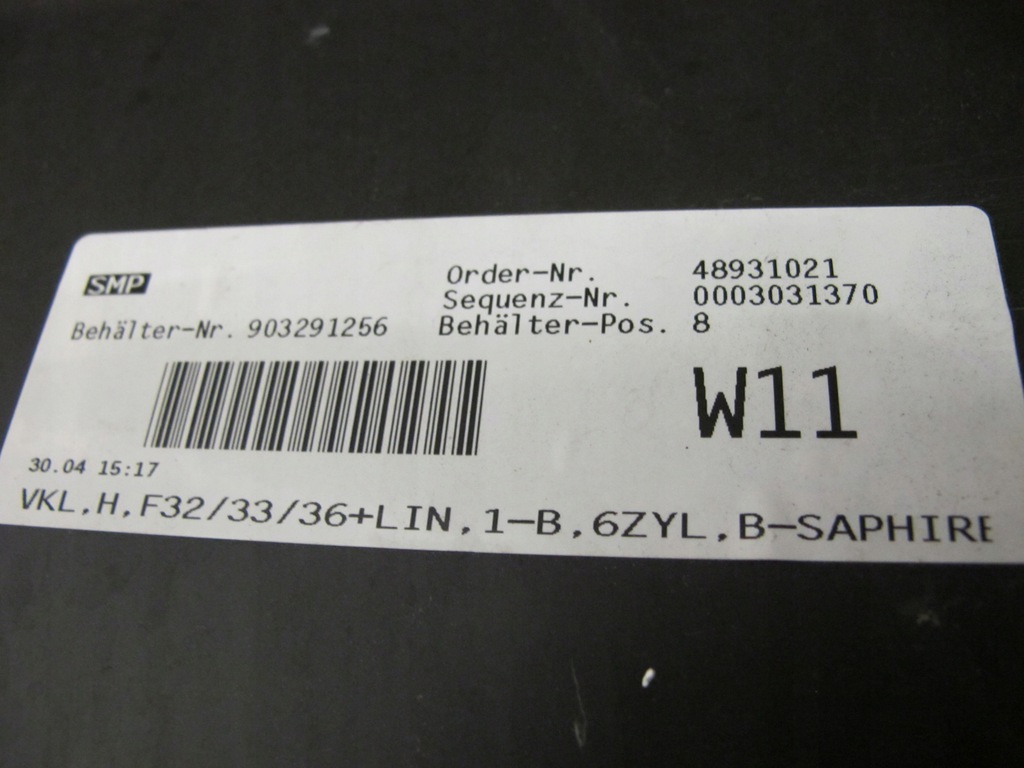 SMP
Order-Nr. 48931021
Sequenz-Nr. 0003031370
Behälter-Nr. 903291256
Behälter-Pos. 8
W11
30.04 15:17
VKL,H,F32/33/36+LIN,1-B,6ZYL,B-SAPHIRE